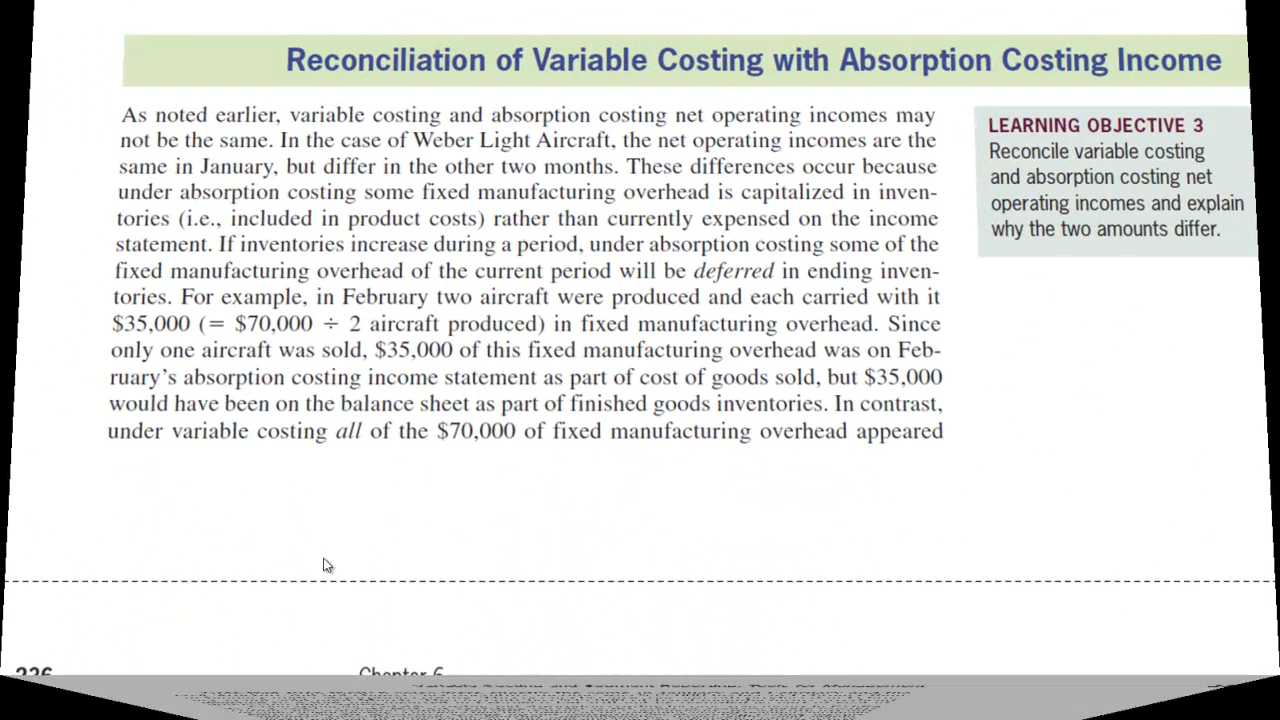 Reconciliation of Variable Costing with Absorption Costing Income
As noted earlier, variable costing and absorption costing net operating incomes may
not be the same. In the case of Weber Light Aircraft, the net operating incomes are the
same in January, but differ in the other two months. These differences occur because
under absorption costing some fixed manufacturing overhead is capitalized in inven-
tories (i.e., included in product costs) rather than currently expensed on the income
statement. If inventories increase during a period, under absorption costing some of the
fixed manufacturing overhead of the current period will be deferred in ending inven-
tories. For example, in February two aircraft were produced and each carried with it
$35,000 (= $70,000 ÷ 2 aircraft produced) in fixed manufacturing overhead. Since
only one aircraft was sold, $35,000 of this fixed manufacturing overhead was on Feb-
ruary's absorption costing income statement as part of cost of goods sold, but $35,000
would have been on the balance sheet as part of finished goods inventories. In contrast,
under variable costing all of the $70,000 of fixed manufacturing overhead appeared
LEARNING OBJECTIVE 3
Reconcile variable costing
and absorption costing net
operating incomes and explain
why the two amounts differ.
226 Chapter 6